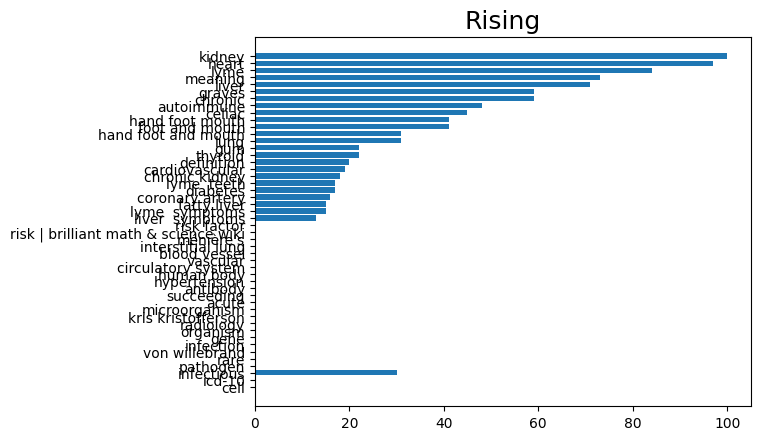 Rising
kidney
heart
lyme
meaning
liver
graves
chronic
autoimmune
celiac
hand foot mouth
foot and mouth
hand foot and mouth
lung
gum
thyroid
definition
cardiovascular
chronic kidney
lyme  teeth
diabetes
coronary artery
fatty liver
lyme  symptoms
liver  symptoms
risk factor
risk | brilliant math & science wiki
meniere's
interstitial lung
blood vessel
vascular
circulatory system
human body
hypertension
antibody
succeeding
acute
microorganism
kris kristofferson
radiology
organism
gene
infection
von willebrand
rare
pathogen
infectious
icd-10
cell
0 20 40 60 80 100